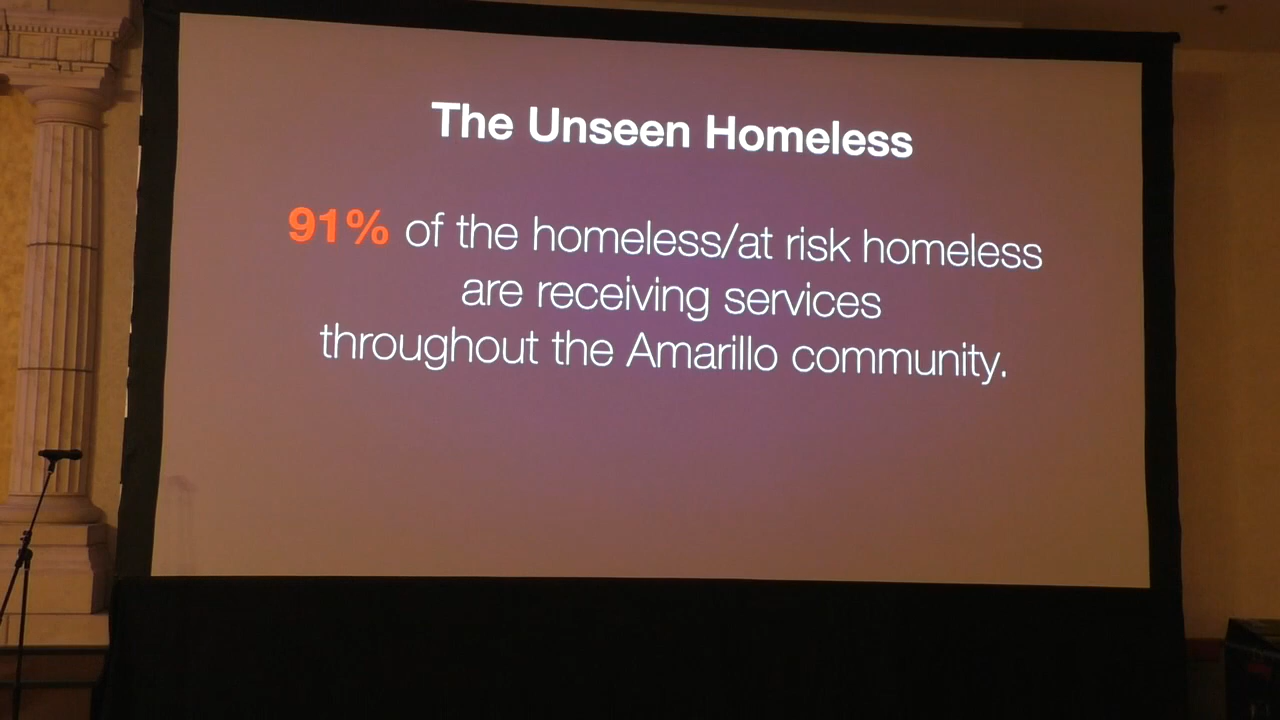 The Unseen Homeless
91% of the homeless/at risk homeless
are receiving services
throughout the Amarillo community.